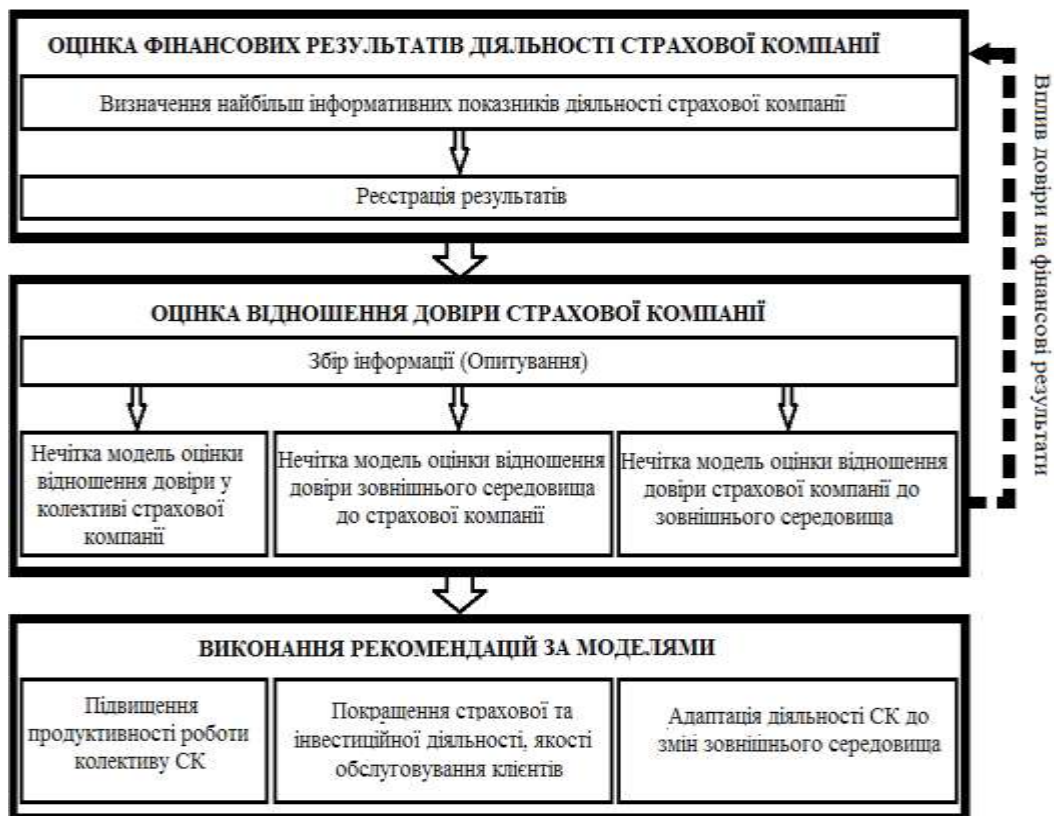 ОЦІНКА ФІНАНСОВИХ РЕЗУЛЬТАТІВ ДІЯЛЬНОСТІ СТРАХОВОЇ КОМПАНІЇ
Визначення найбільш інформативних показників діяльності страхової компанії
Реєстрація результатів
ОЦІНКА ВІДНОШЕННЯ ДОВІРИ СТРАХОВОЇ КОМПАНІЇ
Збір інформації (Опитування)
Нечітка модель оцінки
відношення довіри у
колективі страхової
компанії
Нечітка модель оцінки відношення
довіри зовнішнього середовища
до страхової компанії
Нечітка модель оцінки відношення
довіри страхової компанії до
зовнішнього середовища
ВИКОНАННЯ РЕКОМЕНДАЦІЙ ЗА МОДЕЛЯМИ
Підвищення
продуктивності роботи
колективу СК
Покращення страхової та
інвестиційної діяльності, якості
обслуговування клієнтів
Адаптація діяльності СК до
змін зовнішнього середовища
Вплив довіри на фінансові результати